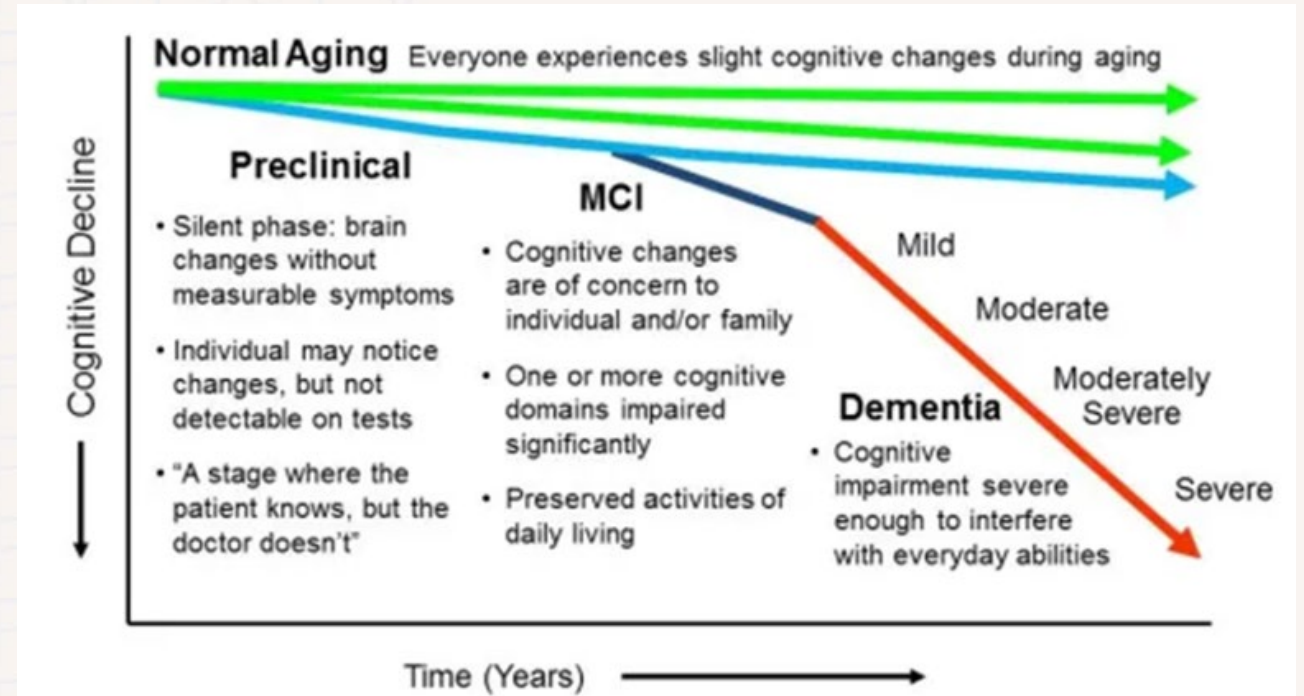 Normal Aging Everyone experiences slight cognitive changes during aging
Cognitive Decline
Preclinical
• Silent phase: brain
changes without
measurable symptoms
• Individual may notice
changes, but not
detectable on tests
• “A stage where the
patient knows, but the
doctor doesn’t”
MCI
• Cognitive changes
are of concern to
individual and/or family
• One or more cognitive
domains impaired
significantly
• Preserved activities of
daily living
Dementia
• Cognitive
impairment severe
enough to interfere
with everyday abilities
Mild
Moderate
Moderately
Severe
Severe
Time (Years)